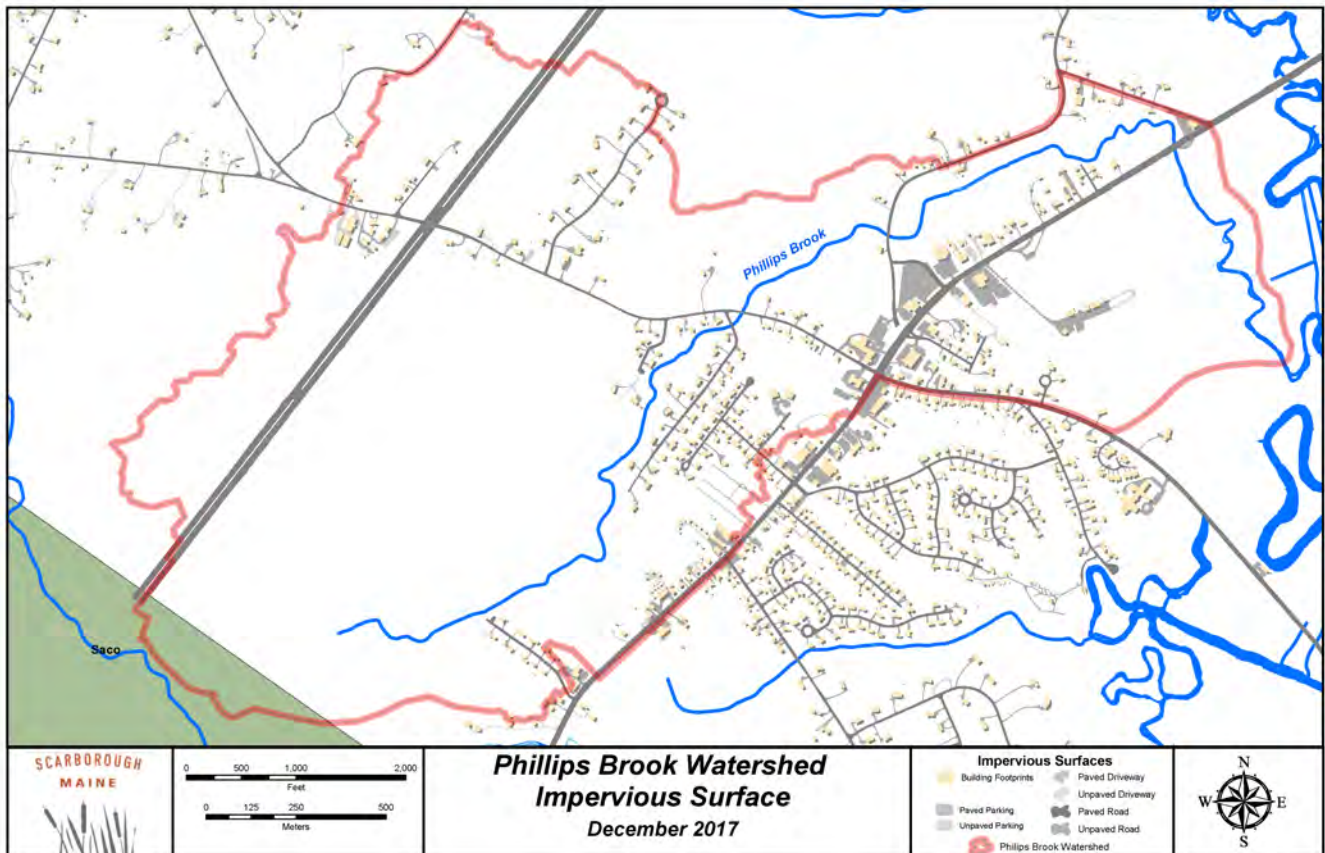 Phillips Brook
Saco
SCARBOROUGH
MAINE
0 500 1,000 2,000
Feet
0 125 250 500
Meters
Phillips Brook Watershed
Impervious Surface
December 2017
Impervious Surfaces
Building Footprints
Paved Parking
Unpaved Parking
Paved Driveway
Unpaved Driveway
Paved Road
Unpaved Road
Philips Brook Watershed
N
W E
S